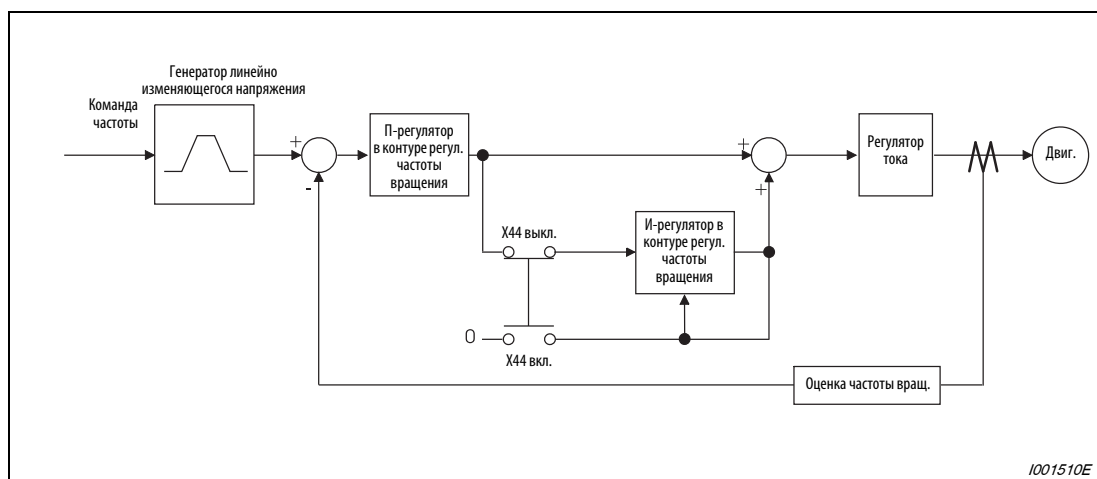 Генератор линейно
изменяющегося напряжения
Команда
частоты
+
-
П-регулятор
в контуре регул.
частоты
вращения
+
+
Регулятор
тока
Двиг.
X44 выкл.
И-регулятор в
контуре регул.
частоты
вращения
0
X44 вкл.
Оценка частоты вращ.
I001510E